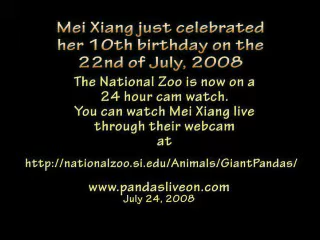 Mei Xiang just celebrated
her 10th birthday on the
22nd of July, 2008
The National Zoo is now on a
24 hour cam watch.
You can watch Mei Xiang live
through their webcam
at
http://nationalzoo.si.edu/Animals/GiantPandas/
www.pandasliveon.com
July 24, 2008